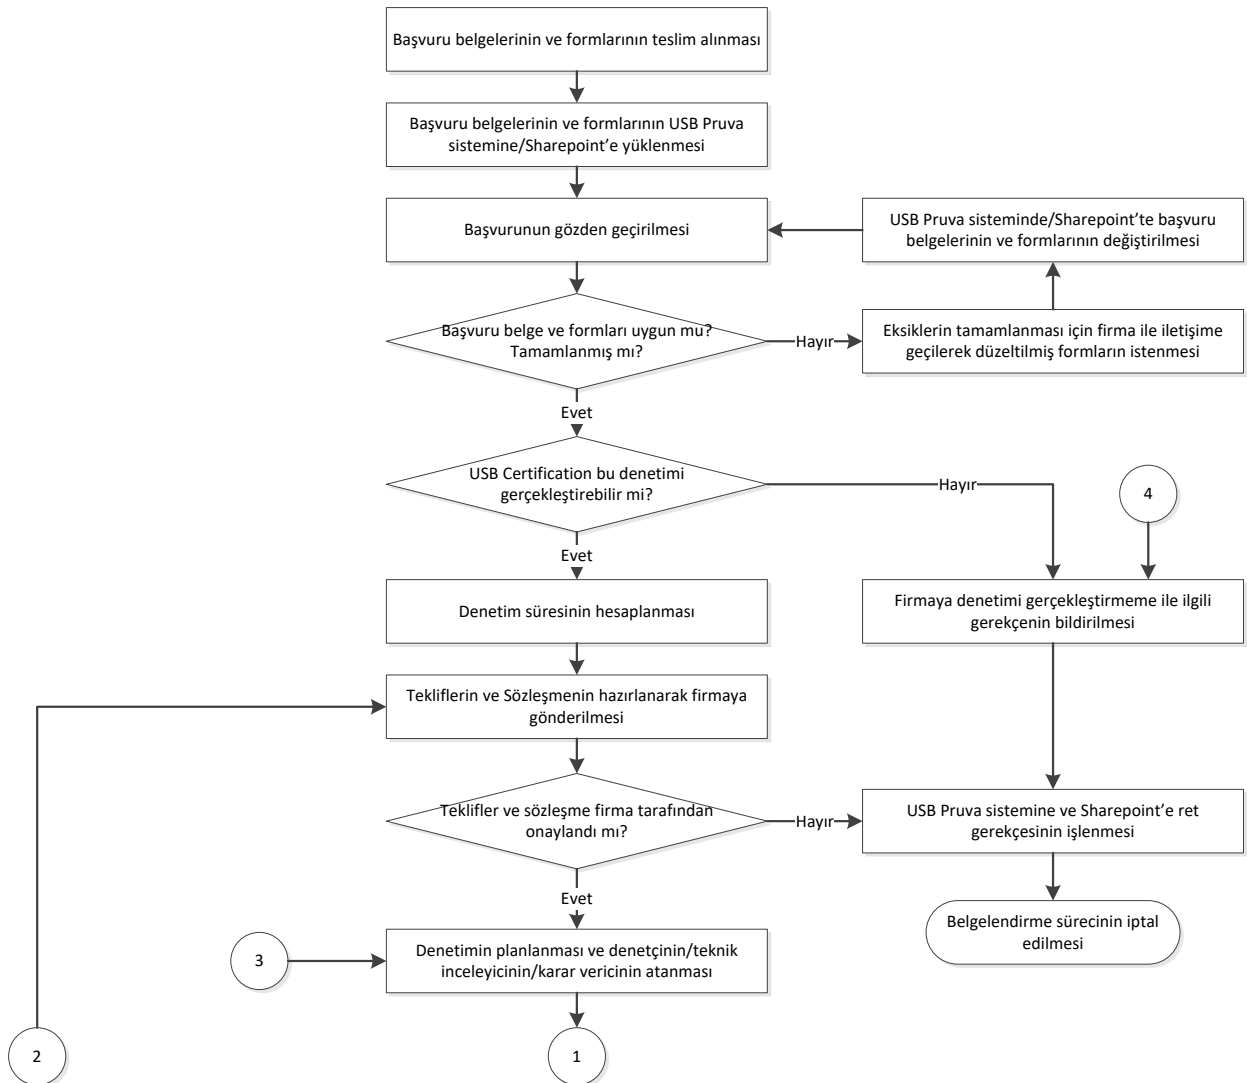 Başvuru belgelerinin ve formlarının teslim alınması
Başvuru belgelerinin ve formlarının USB Pruva
sistemine/Sharepoint’e yüklenmesi
Başvurunun gözden geçirilmesi
USB Pruva sisteminde/Sharepoint’te başvuru
belgelerinin ve formlarının değiştirilmesi
Başvuru belge ve formları uygun mu?
Tamamlanmış mı?
Hayır
Eksiklerin tamamlanması için firma ile iletişime
geçilerek düzeltilmiş formların istenmesi
Evet
USB Certification bu denetimi
gerçekleştirebilir mi?
Hayır
4
Evet
Denetim süresinin hesaplanması
Firmaya denetimi gerçekleştirmeme ile ilgili
gerekçenin bildirilmesi
Tekliflerin ve Sözleşmenin hazırlanarak firmaya
gönderilmesi
Teklifler ve sözleşme firma tarafından
onaylandı mı?
Hayır
USB Pruva sistemine ve Sharepoint’e ret
gerekçesinin işlenmesi
Evet
Belgelendirme sürecinin iptal
edilmesi
3
Denetimin planlanması ve denetçinin/teknik
inceleyicinin/karar vericinin atanması
2
1